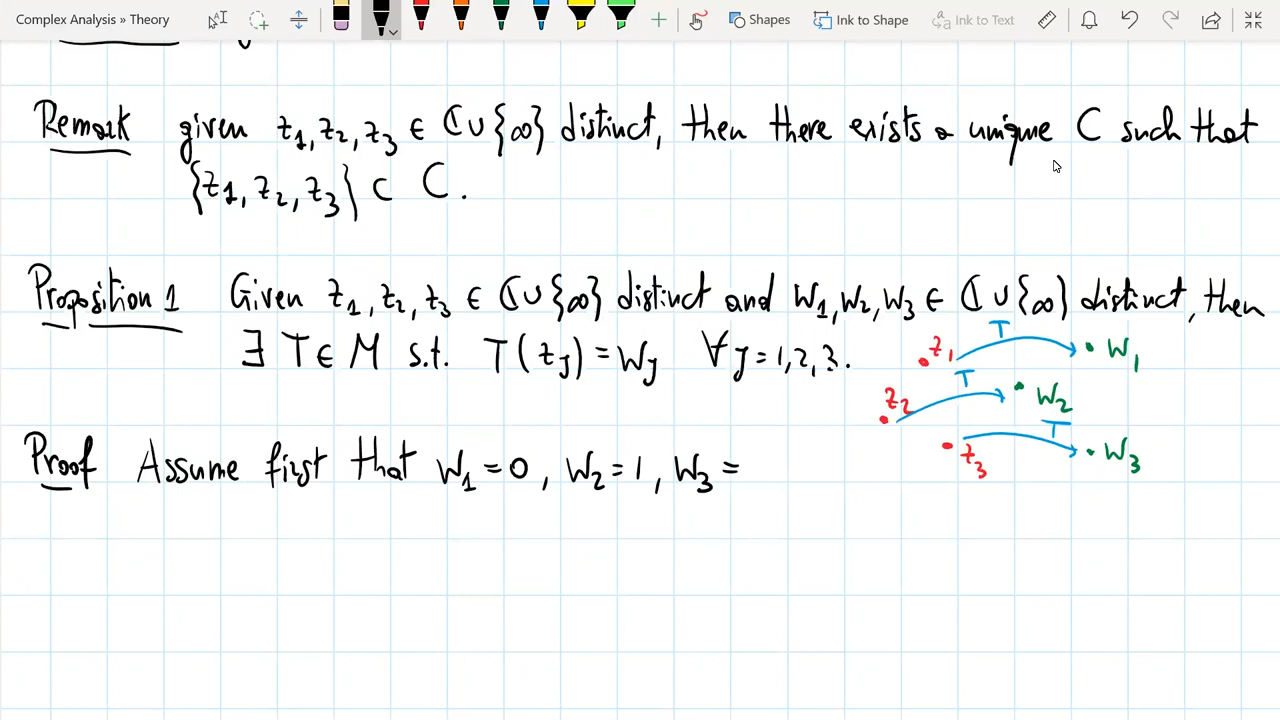 Complex Analysis » Theory
Shapes
Ink to Shape
Ink to Text
Remark given z₁, z₂, z₃ ∈ ℂ∪{∞} distinct, then there exists a unique C such that
{z₁, z₂, z₃} ⊂ C.
Proposition 1 Given z₁, z₂, z₃ ∈ ℂ∪{∞} distinct and w₁, w₂, w₃ ∈ ℂ∪{∞} distinct, then
∃ T∈M s.t. T(zⱼ) = wⱼ ∀ j = 1, 2, 3.
z₁ T w₁
z₂ T w₂
z₃ T w₃
Proof Assume first that w₁ = 0, w₂ = 1, w₃ =